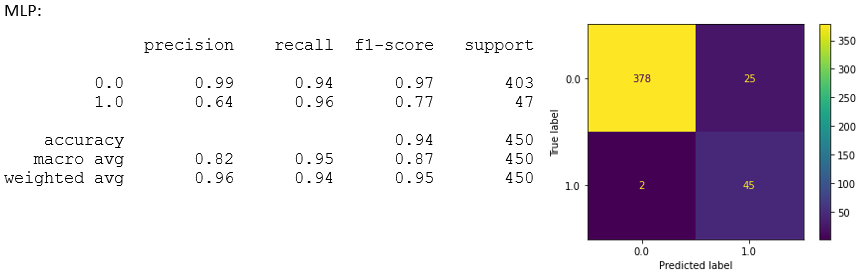 MLP:
precision recall f1-score support
0.0 0.99 0.94 0.97 403
1.0 0.64 0.96 0.77 47
accuracy 0.94 450
macro avg 0.82 0.95 0.87 450
weighted avg 0.96 0.94 0.95 450
True label
0.0
1.0
378 25
2 45
0.0 1.0
Predicted label
350
300
250
200
150
100
50